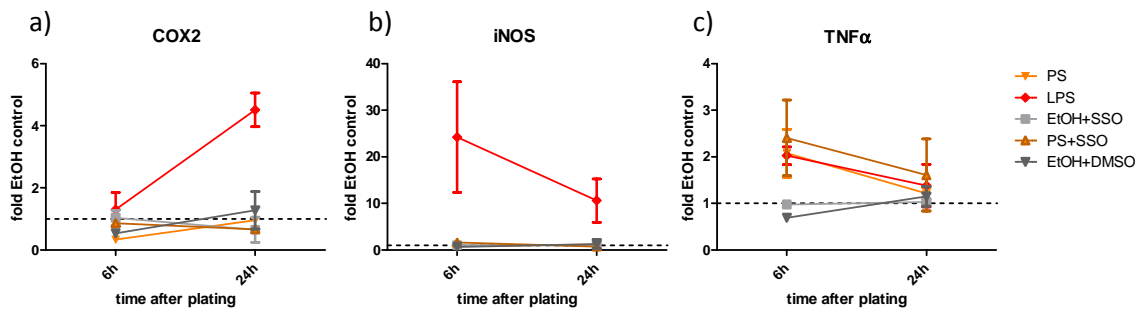 a)
COX2
fold EtOH control
6
4
2
0
6h
24h
time after plating
b)
iNOS
fold EtOH control
40
30
20
10
0
6h
24h
time after plating
c)
TNFα
fold EtOH control
4
3
2
1
0
6h
24h
time after plating
PS
LPS
EtOH+SSO
PS+SSO
EtOH+DMSO